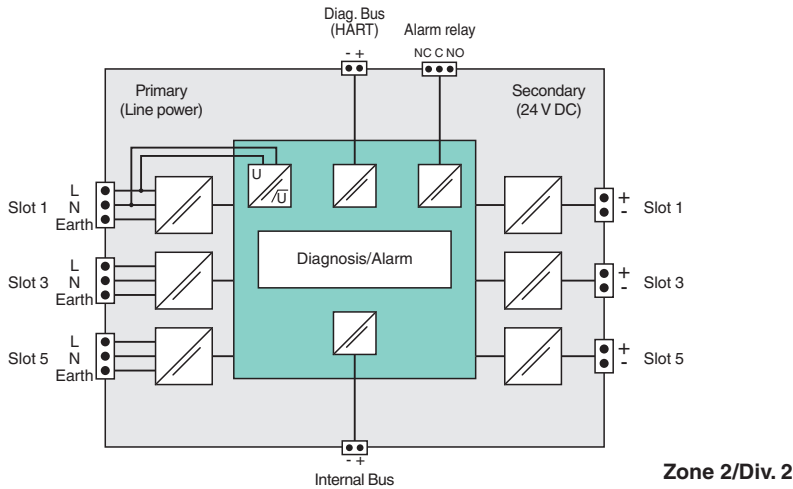 Diag. Bus
(HART)
Alarm relay
- +
NC C NO
Primary
(Line power)
Secondary
(24 V DC)
U
/U̅
L
N
Earth
Slot 1
+
-
Slot 1
Diagnosis/Alarm
L
N
Earth
Slot 3
+
-
Slot 3
L
N
Earth
Slot 5
+
-
Slot 5
- +
Internal Bus
Zone 2/Div. 2